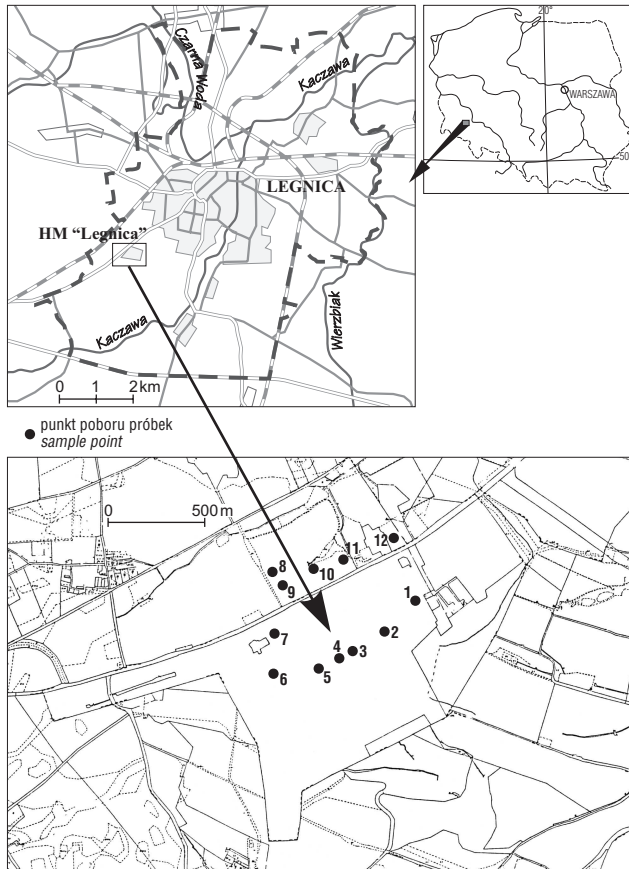 Czarna Woda
Kaczawa
LEGNICA
HM "Legnica"
Kaczawa
Wierzbiak
0 1 2 km
20°
WARSZAWA
50
punkt poboru próbek
sample point
0 500 m
12
11
10
8
9
1
2
7
3
4
5
6